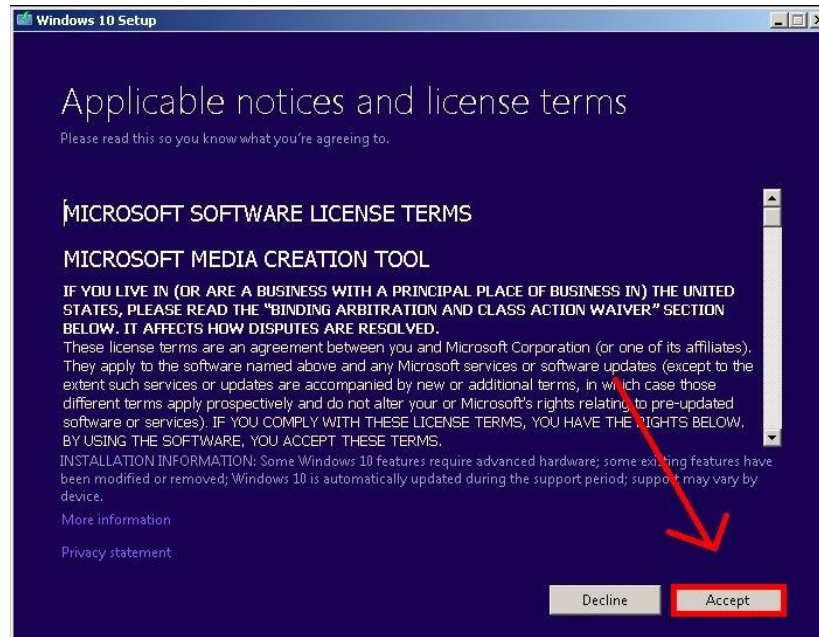 Windows 10 Setup
Applicable notices and license terms
Please read this so you know what you're agreeing to.
MICROSOFT SOFTWARE LICENSE TERMS
MICROSOFT MEDIA CREATION TOOL
IF YOU LIVE IN (OR ARE A BUSINESS WITH A PRINCIPAL PLACE OF BUSINESS IN) THE UNITED
STATES, PLEASE READ THE "BINDING ARBITRATION AND CLASS ACTION WAIVER" SECTION
BELOW. IT AFFECTS HOW DISPUTES ARE RESOLVED.
These license terms are an agreement between you and Microsoft Corporation (or one of its affiliates).
They apply to the software named above and any Microsoft services or software updates (except to the
extent such services or updates are accompanied by new or additional terms, in which case those
different terms apply prospectively and do not alter your or Microsoft's rights relating to pre-updated
software or services). IF YOU COMPLY WITH THESE LICENSE TERMS, YOU HAVE THE RIGHTS BELOW.
BY USING THE SOFTWARE, YOU ACCEPT THESE TERMS.
INSTALLATION INFORMATION: Some Windows 10 features require advanced hardware; some existing features have
been modified or removed; Windows 10 is automatically updated during the support period; support may vary by
device.
More information
Privacy statement
Decline
Accept